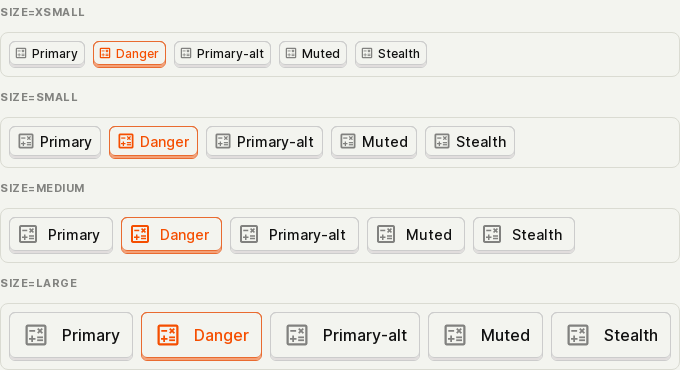 SIZE=XSMALL
Primary Danger Primary-alt Muted Stealth
SIZE=SMALL
Primary Danger Primary-alt Muted Stealth
SIZE=MEDIUM
Primary Danger Primary-alt Muted Stealth
SIZE=LARGE
Primary Danger Primary-alt Muted Stealth